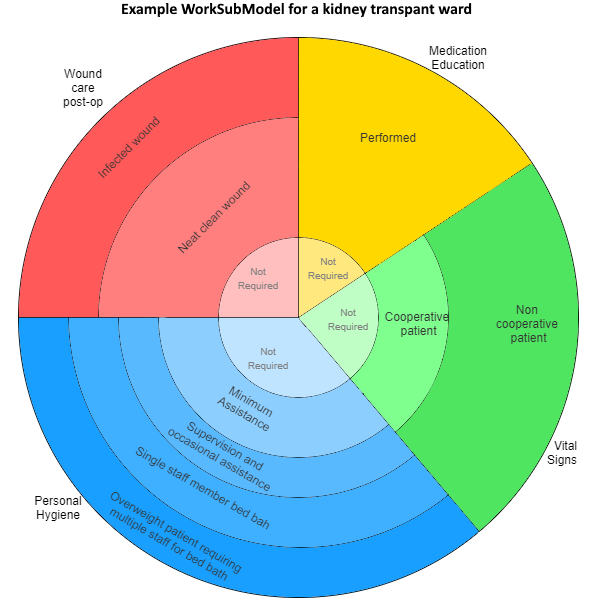 Example WorkSubModel for a kidney transpant ward
Medication
Education
Wound
care
post-op
Infected wound
Performed
Neat clean wound
Not
Required
Not
Required
Not
Required
Cooperative
patient
Non
cooperative
patient
Not
Required
Minimum
Assistance
Supervision and
occasional assistance
Single staff member bed bah
Overweight patient requiring
multiple staff for bed bath
Vital
Signs
Personal
Hygiene